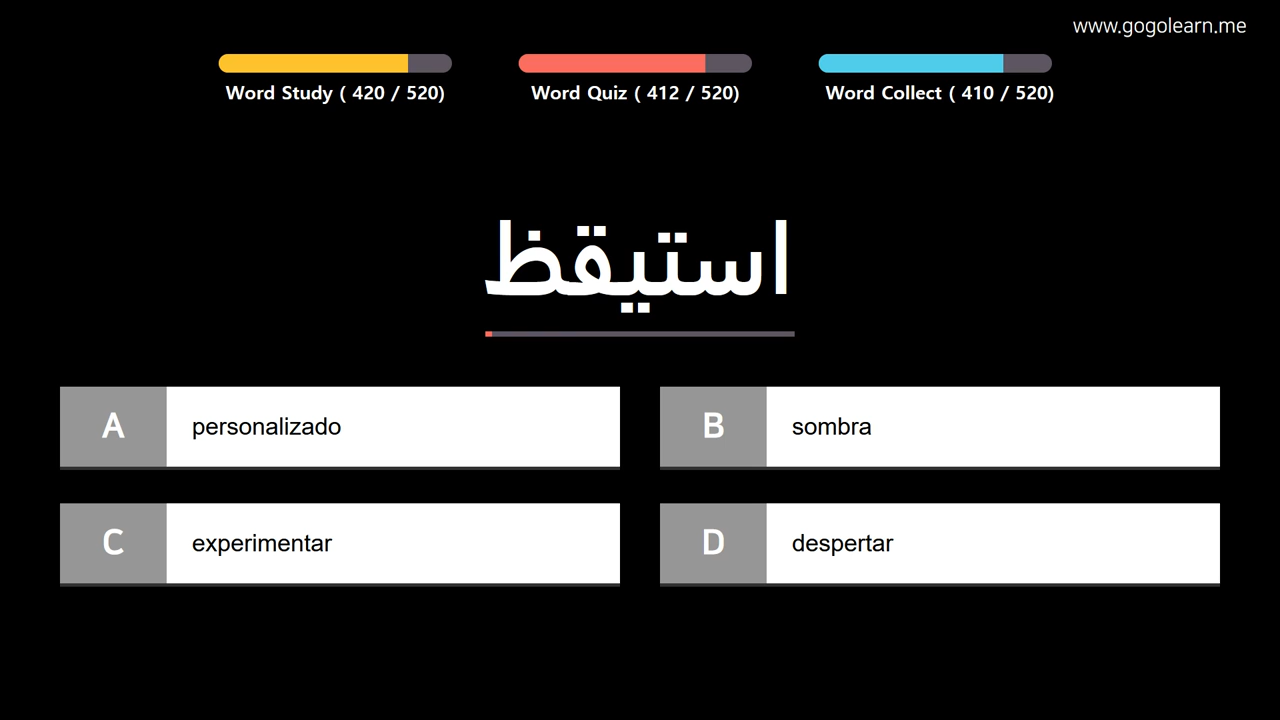 www.gogolearn.me
Word Study ( 420 / 520)
Word Quiz ( 412 / 520)
Word Collect ( 410 / 520)
استيقظ
A personalizado
B sombra
C experimentar
D despertar